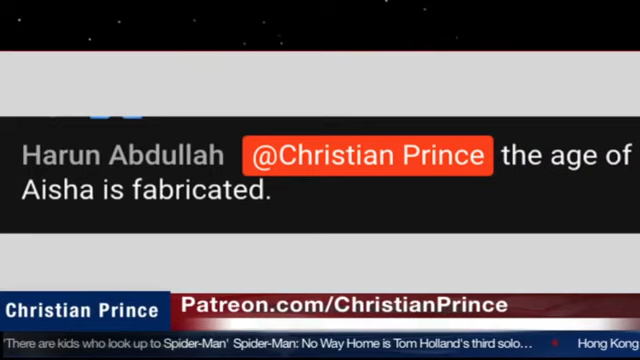 Harun Abdullah @Christian Prince the age of
Aisha is fabricated.
Christian Prince
Patreon.com/ChristianPrince
'There are kids who look up to Spider-Man' Spider-Man: No Way Home is Tom Holland's third solo... Hong Kong